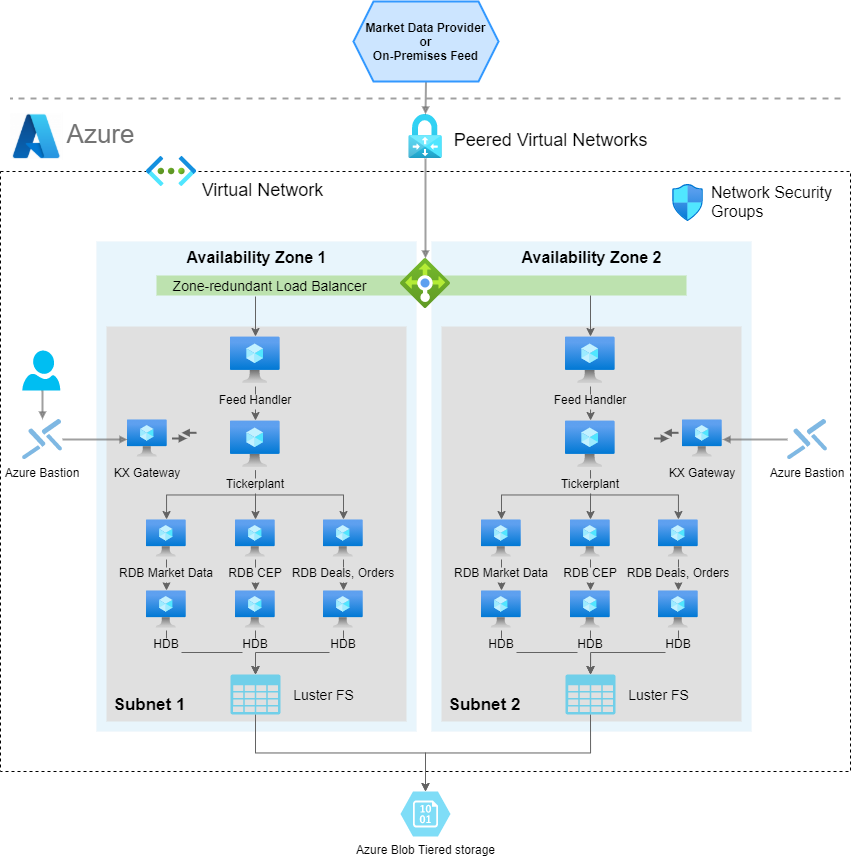 Market Data Provider
or
On-Premises Feed
Azure
Peered Virtual Networks
Virtual Network
Network Security
Groups
Availability Zone 1
Availability Zone 2
Zone-redundant Load Balancer
Feed Handler
Feed Handler
Azure Bastion
KX Gateway
Tickerplant
Tickerplant
KX Gateway
Azure Bastion
RDB Market Data
RDB CEP
RDB Deals, Orders
RDB Market Data
RDB CEP
RDB Deals, Orders
HDB
HDB
HDB
HDB
HDB
HDB
Subnet 1
Luster FS
Subnet 2
Luster FS
10
01
Azure Blob Tiered storage